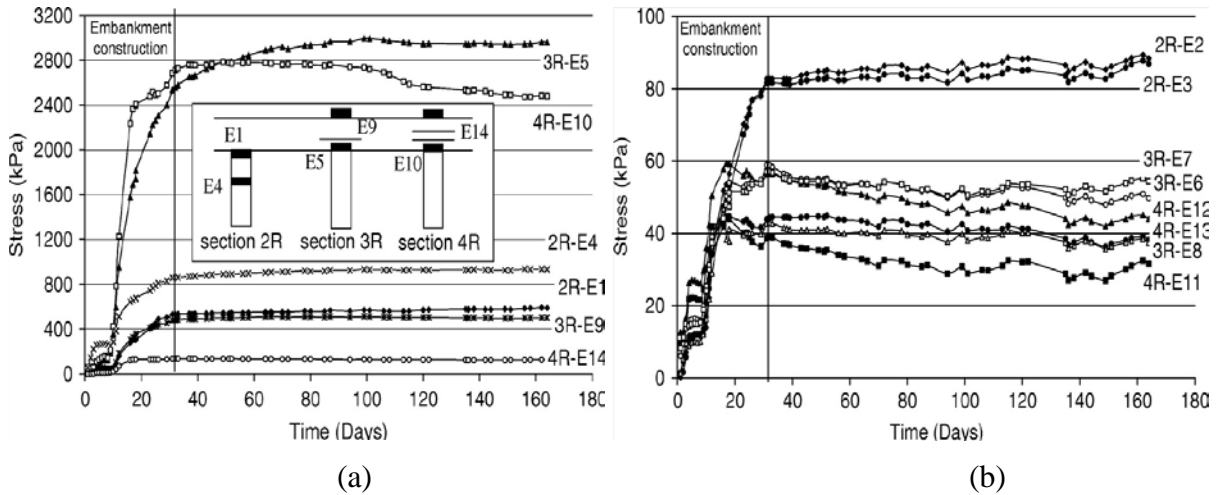 3200
2800
2400
2000
1600
1200
800
400
0
Stress (kPa)
Embankment
construction
3R-E5
4R-E10
2R-E4
2R-E1
3R-E9
4R-E14
E1
E4
E9
E5
E14
E10
section 2R
section 3R
section 4R
0 20 40 60 80 100 120 140 160 180
Time (Days)
(a)
100
80
60
40
20
0
Stress (kPa)
Embankment
construction
2R-E2
2R-E3
3R-E7
3R-E6
4R-E12
4R-E13
3R-E8
4R-E11
0 20 40 60 80 100 120 140 160 180
Time (Days)
(b)